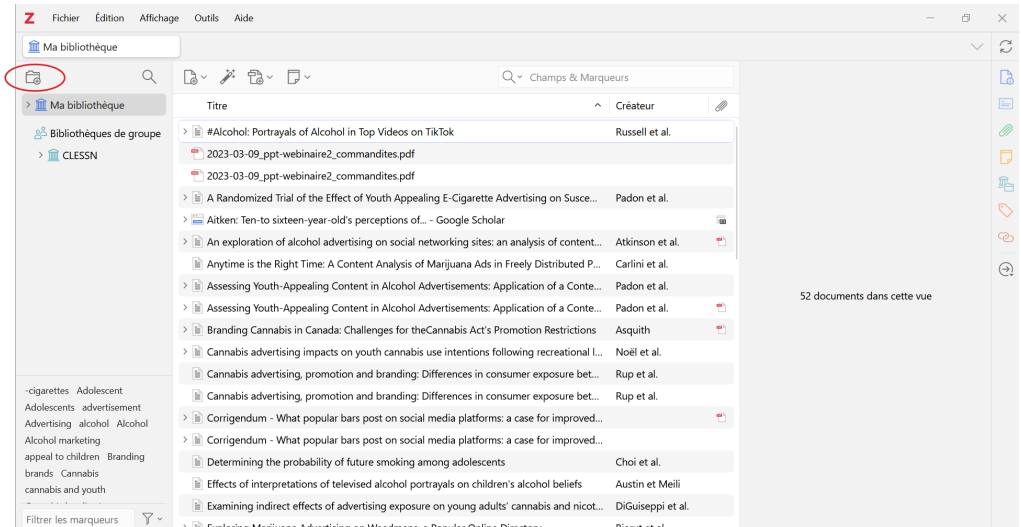 Z Fichier Édition Affichage Outils Aide
Ma bibliothèque
Champs & Marqueurs
Ma bibliothèque
Bibliothèques de groupe
CLESSN
Titre Créateur
#Alcohol: Portrayals of Alcohol in Top Videos on TikTok Russell et al.
2023-03-09_ppt-webinaire2_commandites.pdf
2023-03-09_ppt-webinaire2_commandites.pdf
A Randomized Trial of the Effect of Youth Appealing E-Cigarette Advertising on Susce... Padon et al.
Aitken: Ten-to sixteen-year-old's perceptions of... - Google Scholar
An exploration of alcohol advertising on social networking sites: an analysis of content... Atkinson et al.
Anytime is the Right Time: A Content Analysis of Marijuana Ads in Freely Distributed P... Carlini et al.
Assessing Youth-Appealing Content in Alcohol Advertisements: Application of a Conte... Padon et al.
Assessing Youth-Appealing Content in Alcohol Advertisements: Application of a Conte... Padon et al.
Branding Cannabis in Canada: Challenges for theCannabis Act's Promotion Restrictions Asquith
Cannabis advertising impacts on youth cannabis use intentions following recreational l... Noël et al.
Cannabis advertising, promotion and branding: Differences in consumer exposure bet... Rup et al.
Cannabis advertising, promotion and branding: Differences in consumer exposure bet... Rup et al.
Corrigendum - What popular bars post on social media platforms: a case for improved...
Corrigendum - What popular bars post on social media platforms: a case for improved...
Determining the probability of future smoking among adolescents Choi et al.
Effects of interpretations of televised alcohol portrayals on children's alcohol beliefs Austin et Meili
Examining indirect effects of advertising exposure on young adults' cannabis and nicot... DiGuiseppi et al.
52 documents dans cette vue
-cigarettes Adolescent
Adolescents advertisement
Advertising alcohol Alcohol
Alcohol marketing
appeal to children Branding
brands Cannabis
cannabis and youth
Filtrer les marqueurs